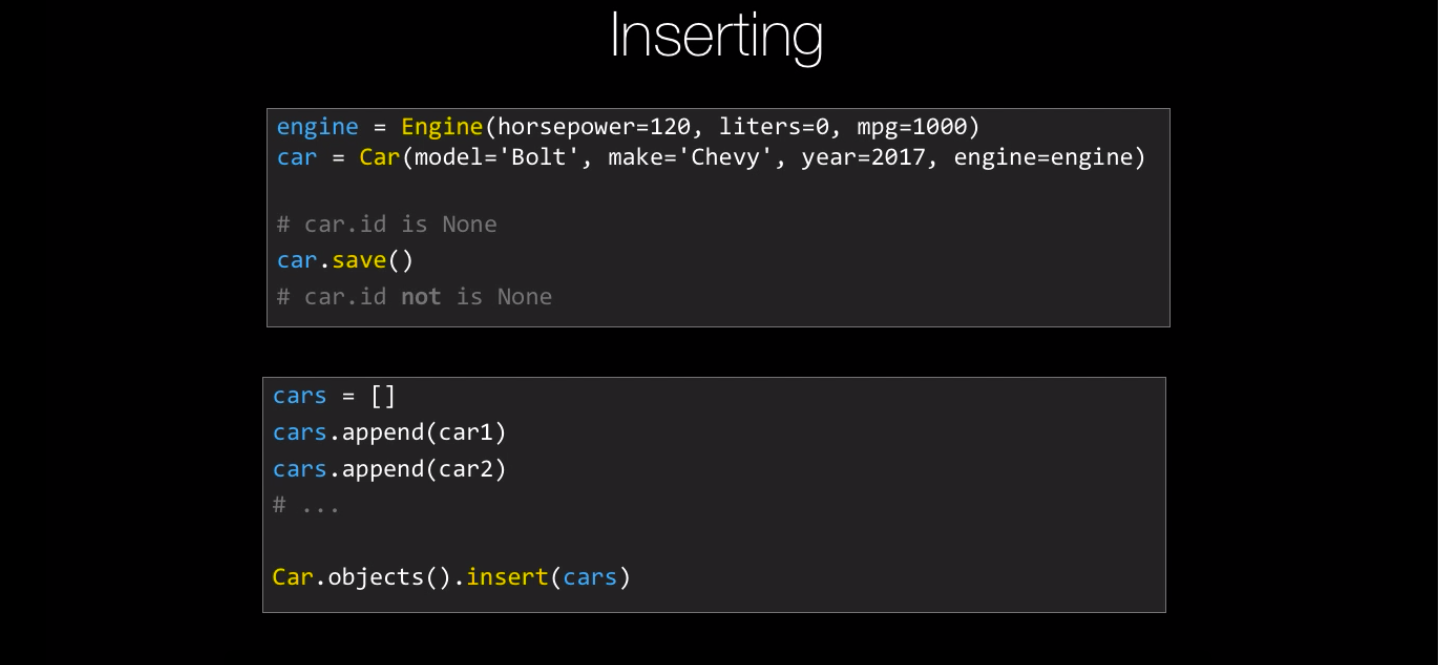 Inserting
engine = Engine(horsepower=120, liters=0, mpg=1000)
car = Car(model='Bolt', make='Chevy', year=2017, engine=engine)
# car.id is None
car.save()
# car.id not is None
cars = []
cars.append(car1)
cars.append(car2)
# ...
Car.objects().insert(cars)